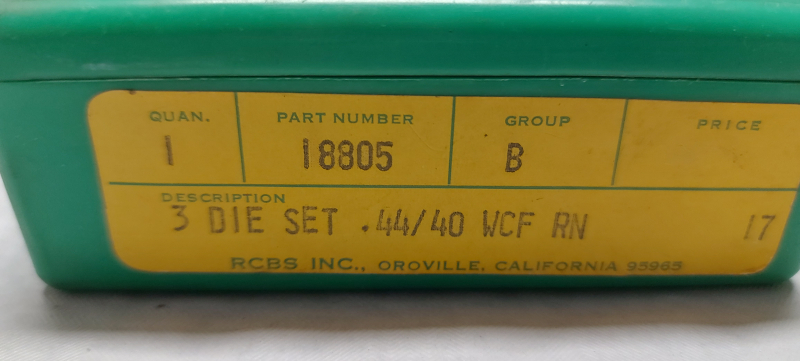 QUAN. PART NUMBER GROUP PRICE
1 18805 B
DESCRIPTION
3 DIE SET .44/40 WCF RN 17
RCBS INC., OROVILLE, CALIFORNIA 95965